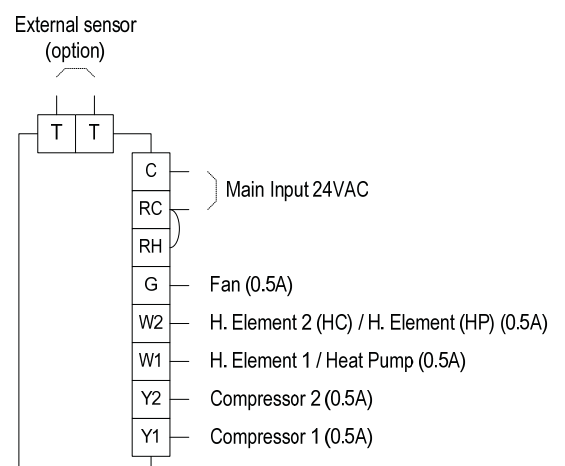 External sensor
(option)
T T
C
Main Input 24VAC
RC
RH
G Fan (0.5A)
W2 H. Element 2 (HC) / H. Element (HP) (0.5A)
W1 H. Element 1 / Heat Pump (0.5A)
Y2 Compressor 2 (0.5A)
Y1 Compressor 1 (0.5A)